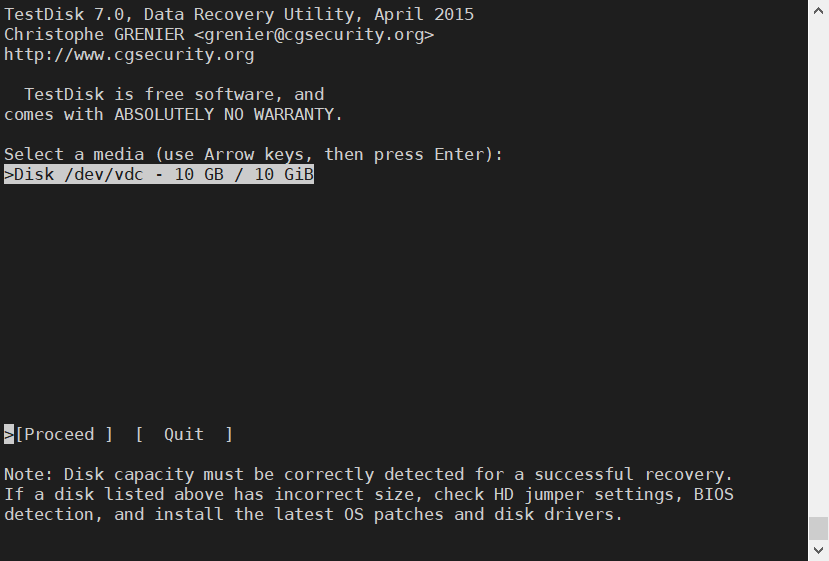 TestDisk 7.0, Data Recovery Utility, April 2015
Christophe GRENIER <grenier@cgsecurity.org>
http://www.cgsecurity.org
  TestDisk is free software, and
comes with ABSOLUTELY NO WARRANTY.
Select a media (use Arrow keys, then press Enter):
>Disk /dev/vdc - 10 GB / 10 GiB
>[Proceed ]  [  Quit  ]
Note: Disk capacity must be correctly detected for a successful recovery.
If a disk listed above has incorrect size, check HD jumper settings, BIOS
detection, and install the latest OS patches and disk drivers.